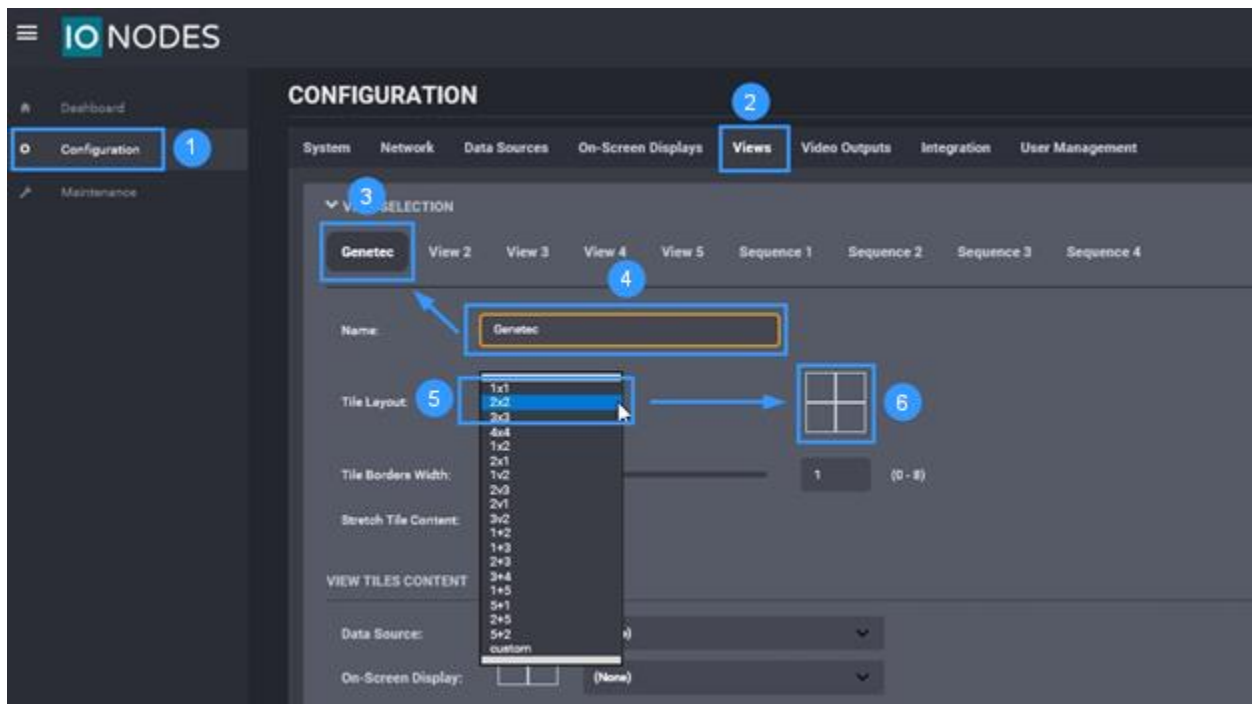 IO NODES
Dashboard
Configuration
1
Maintenance
CONFIGURATION
2
System Network Data Sources On-Screen Displays Views Video Outputs Integration User Management
3
SELECTION
Genetec View 2 View 3 View 4 View 5 Sequence 1 Sequence 2 Sequence 3 Sequence 4
4
Name: Genetec
Tile Layout: 5
6
1x1
2x2
3x3
4x4
1x2
2x1
1v2
2v3
2v1
3v2
1+2
1+3
2+3
3+4
1+5
5+1
2+5
5+2
custom
Tile Borders Width: 1 (0 - 8)
Stretch Tile Content:
VIEW TILES CONTENT
Data Source:
On-Screen Display: (None)